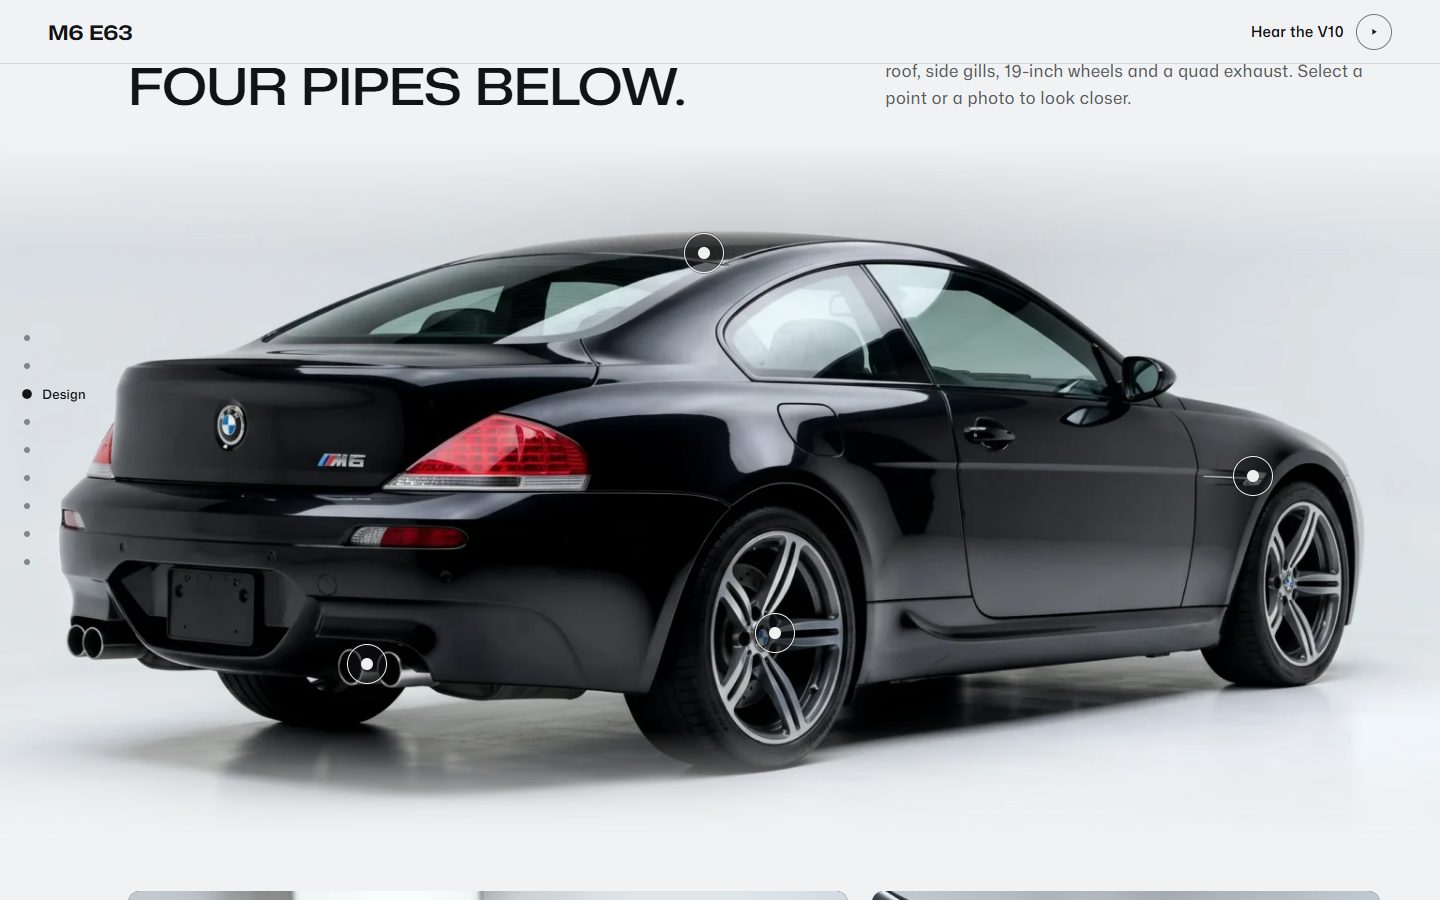 M6 E63
Hear the V10
FOUR PIPES BELOW.
roof, side gills, 19-inch wheels and a quad exhaust. Select a
point or a photo to look closer.
Design
M6